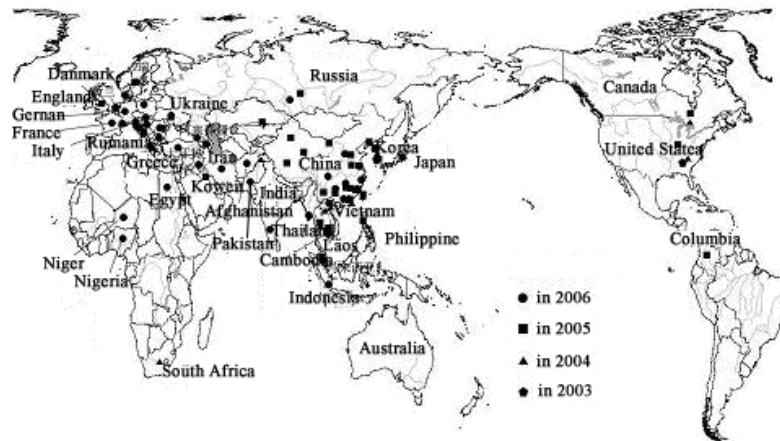 Danmark
Russia
Canada
England
Ukraine
Gernan
France
Korea
United Statea
Rumania
Italy
China
Japan
Greece
Iran
Koweit
India
Egypt
Afghanistan
Vietnam
Thailand
Pakistan
Laos
Philippine
Columbia
Niger
Cambodia
Nigeria
Indonesia
in 2006
in 2005
Australia
in 2004
South Africa
in 2003